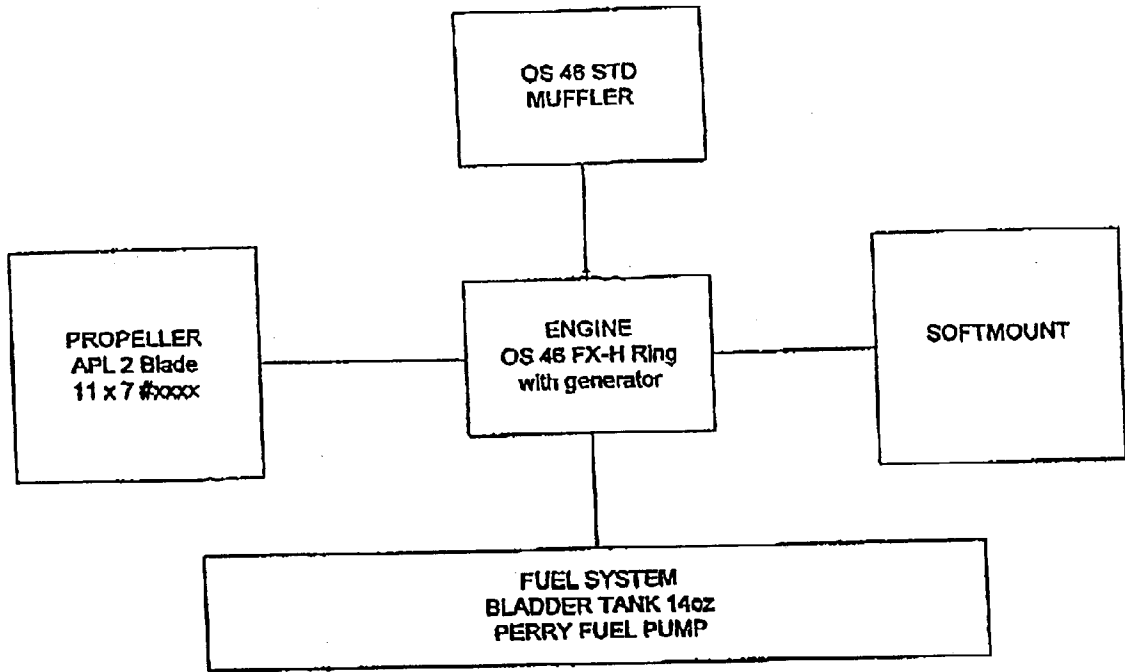 OS 46 STD
MUFFLER
PROPELLER
APL 2 Blade
11 x 7 #xxxx
ENGINE
OS 46 FX-H Ring
with generator
SOFTMOUNT
FUEL SYSTEM
BLADDER TANK 14oz
PERRY FUEL PUMP